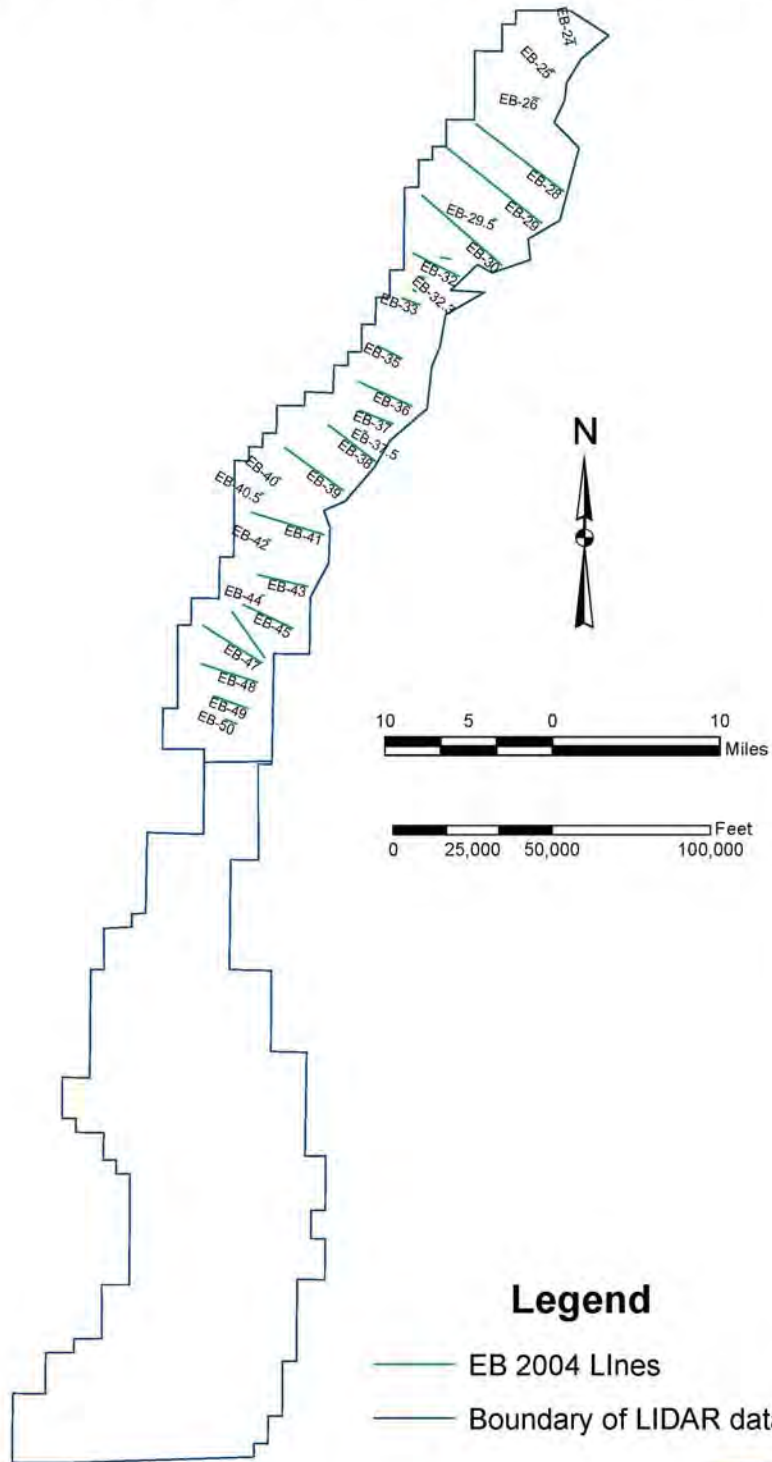 EB-24
EB-25
EB-26
EB-28
EB-29
EB-29.5
EB-30
EB-32
EB-32.3
EB-33
EB-35
EB-36
EB-37
EB-37.5
EB-38
EB-39
EB-40
EB-40.5
EB-41
EB-42
EB-43
EB-44
EB-45
EB-47
EB-48
EB-49
EB-50
N
10 5 0 10
Miles
Feet
0 25,000 50,000 100,000
Legend
EB 2004 LInes
Boundary of LIDAR data